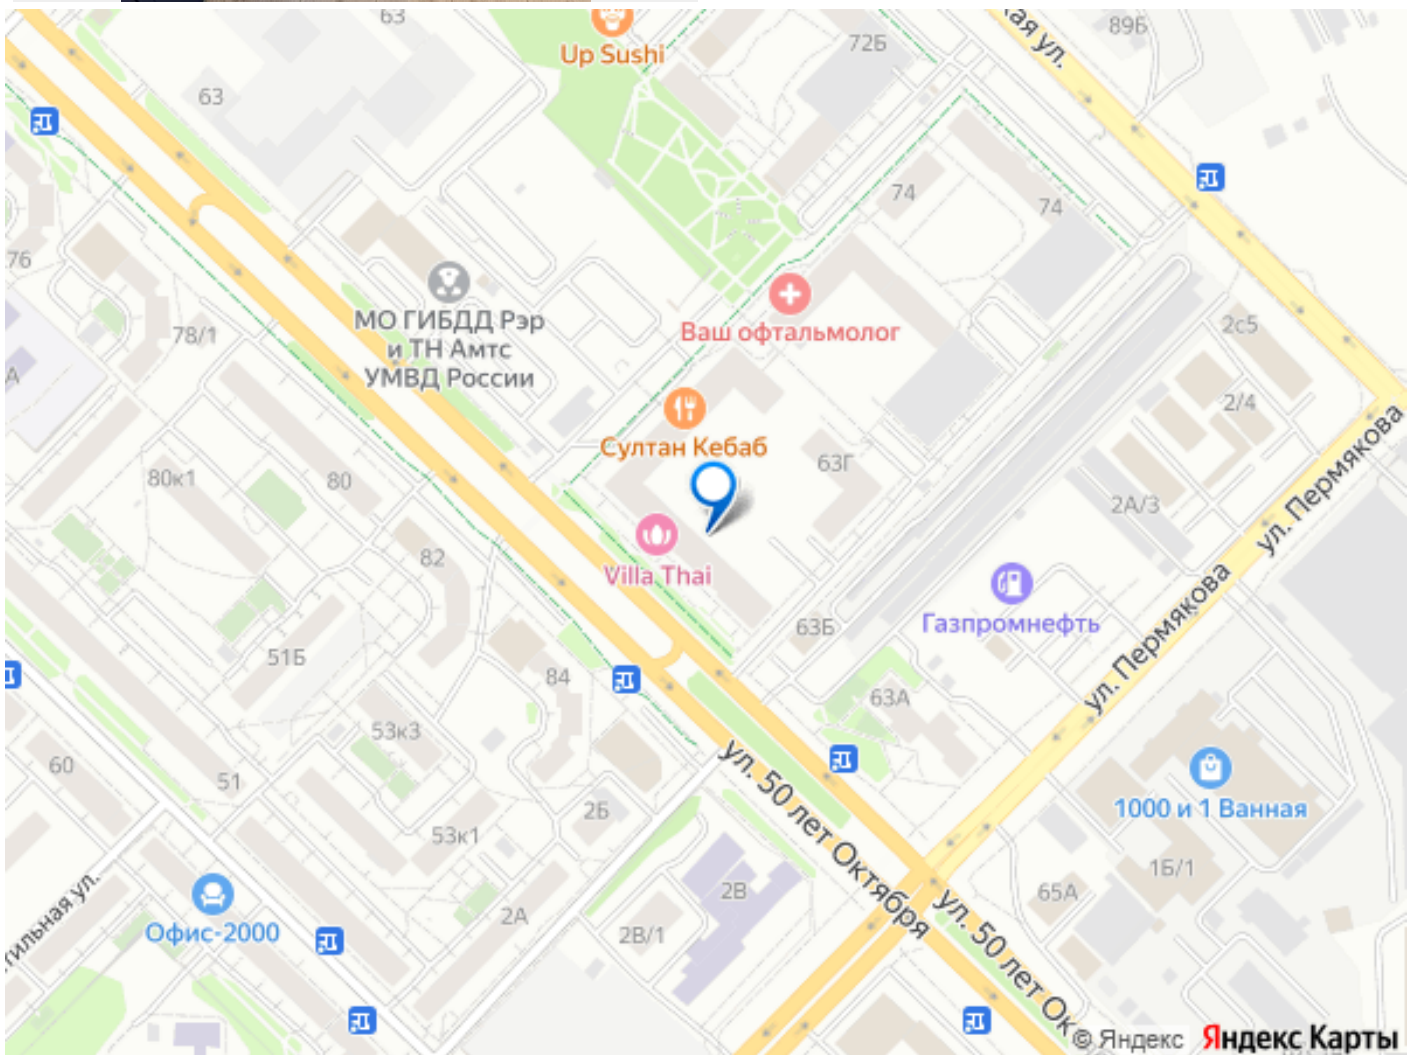 63
Up Sushi
72Б
ая ул.
89Б
63
74
74
76
78/1
МО ГИБДД Рэр
и ТН Амтс
УМВД России
Ваш офтальмолог
2с5
2/4
А
Султан Кебаб
63Г
80к1
80
2А/3
ул. Пермякова
82
Villa Thai
63Б
Газпромнефть
ул. Пермякова
51Б
84
63А
53к3
60
51
2Б
53к1
ул. 50 лет Октября
1000 и 1 Ванная
1Б/1
тильная ул.
Офис-2000
2А
2В
2В/1
65А
ул. 50 лет Ок
© Яндекс Яндекс Карты